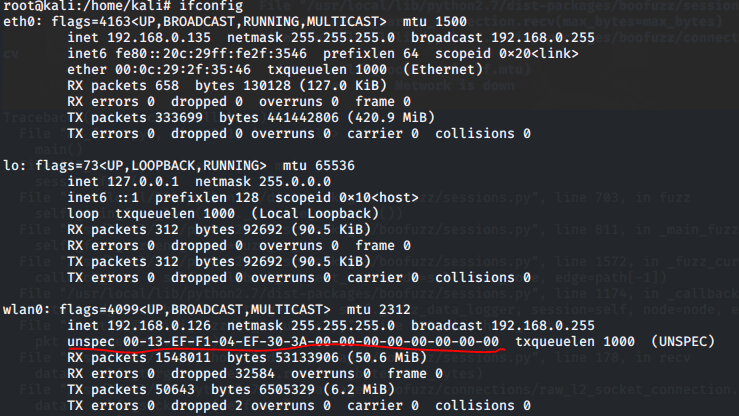 root@kali:/home/kali# ifconfig
eth0: flags=4163<UP,BROADCAST,RUNNING,MULTICAST>  mtu 1500
inet 192.168.0.135  netmask 255.255.255.0  broadcast 192.168.0.255
inet6 fe80::20c:29ff:fe2f:3546  prefixlen 64  scopeid 0×20<link>
ether 00:0c:29:2f:35:46  txqueuelen 1000  (Ethernet)
RX packets 658  bytes 130128 (127.0 KiB)
RX errors 0  dropped 0  overruns 0  frame 0
TX packets 333699  bytes 441442806 (420.9 MiB)
TX errors 0  dropped 0 overruns 0  carrier 0  collisions 0
lo: flags=73<UP,LOOPBACK,RUNNING>  mtu 65536
inet 127.0.0.1  netmask 255.0.0.0
inet6 ::1  prefixlen 128  scopeid 0×10<host>
loop  txqueuelen 1000  (Local Loopback)
RX packets 312  bytes 92692 (90.5 KiB)
RX errors 0  dropped 0  overruns 0  frame 0
TX packets 312  bytes 92692 (90.5 KiB)
TX errors 0  dropped 0 overruns 0  carrier 0  collisions 0
wlan0: flags=4099<UP,BROADCAST,MULTICAST>  mtu 2312
inet 192.168.0.126  netmask 255.255.255.0  broadcast 192.168.0.255
unspec 00-13-EF-F1-04-EF-30-3A-00-00-00-00-00-00-00-00  txqueuelen 1000  (UNSPEC)
RX packets 1548011  bytes 53133906 (50.6 MiB)
RX errors 0  dropped 32584  overruns 0  frame 0
TX packets 50643  bytes 6505329 (6.2 MiB)
TX errors 0  dropped 2 overruns 0  carrier 0  collisions 0